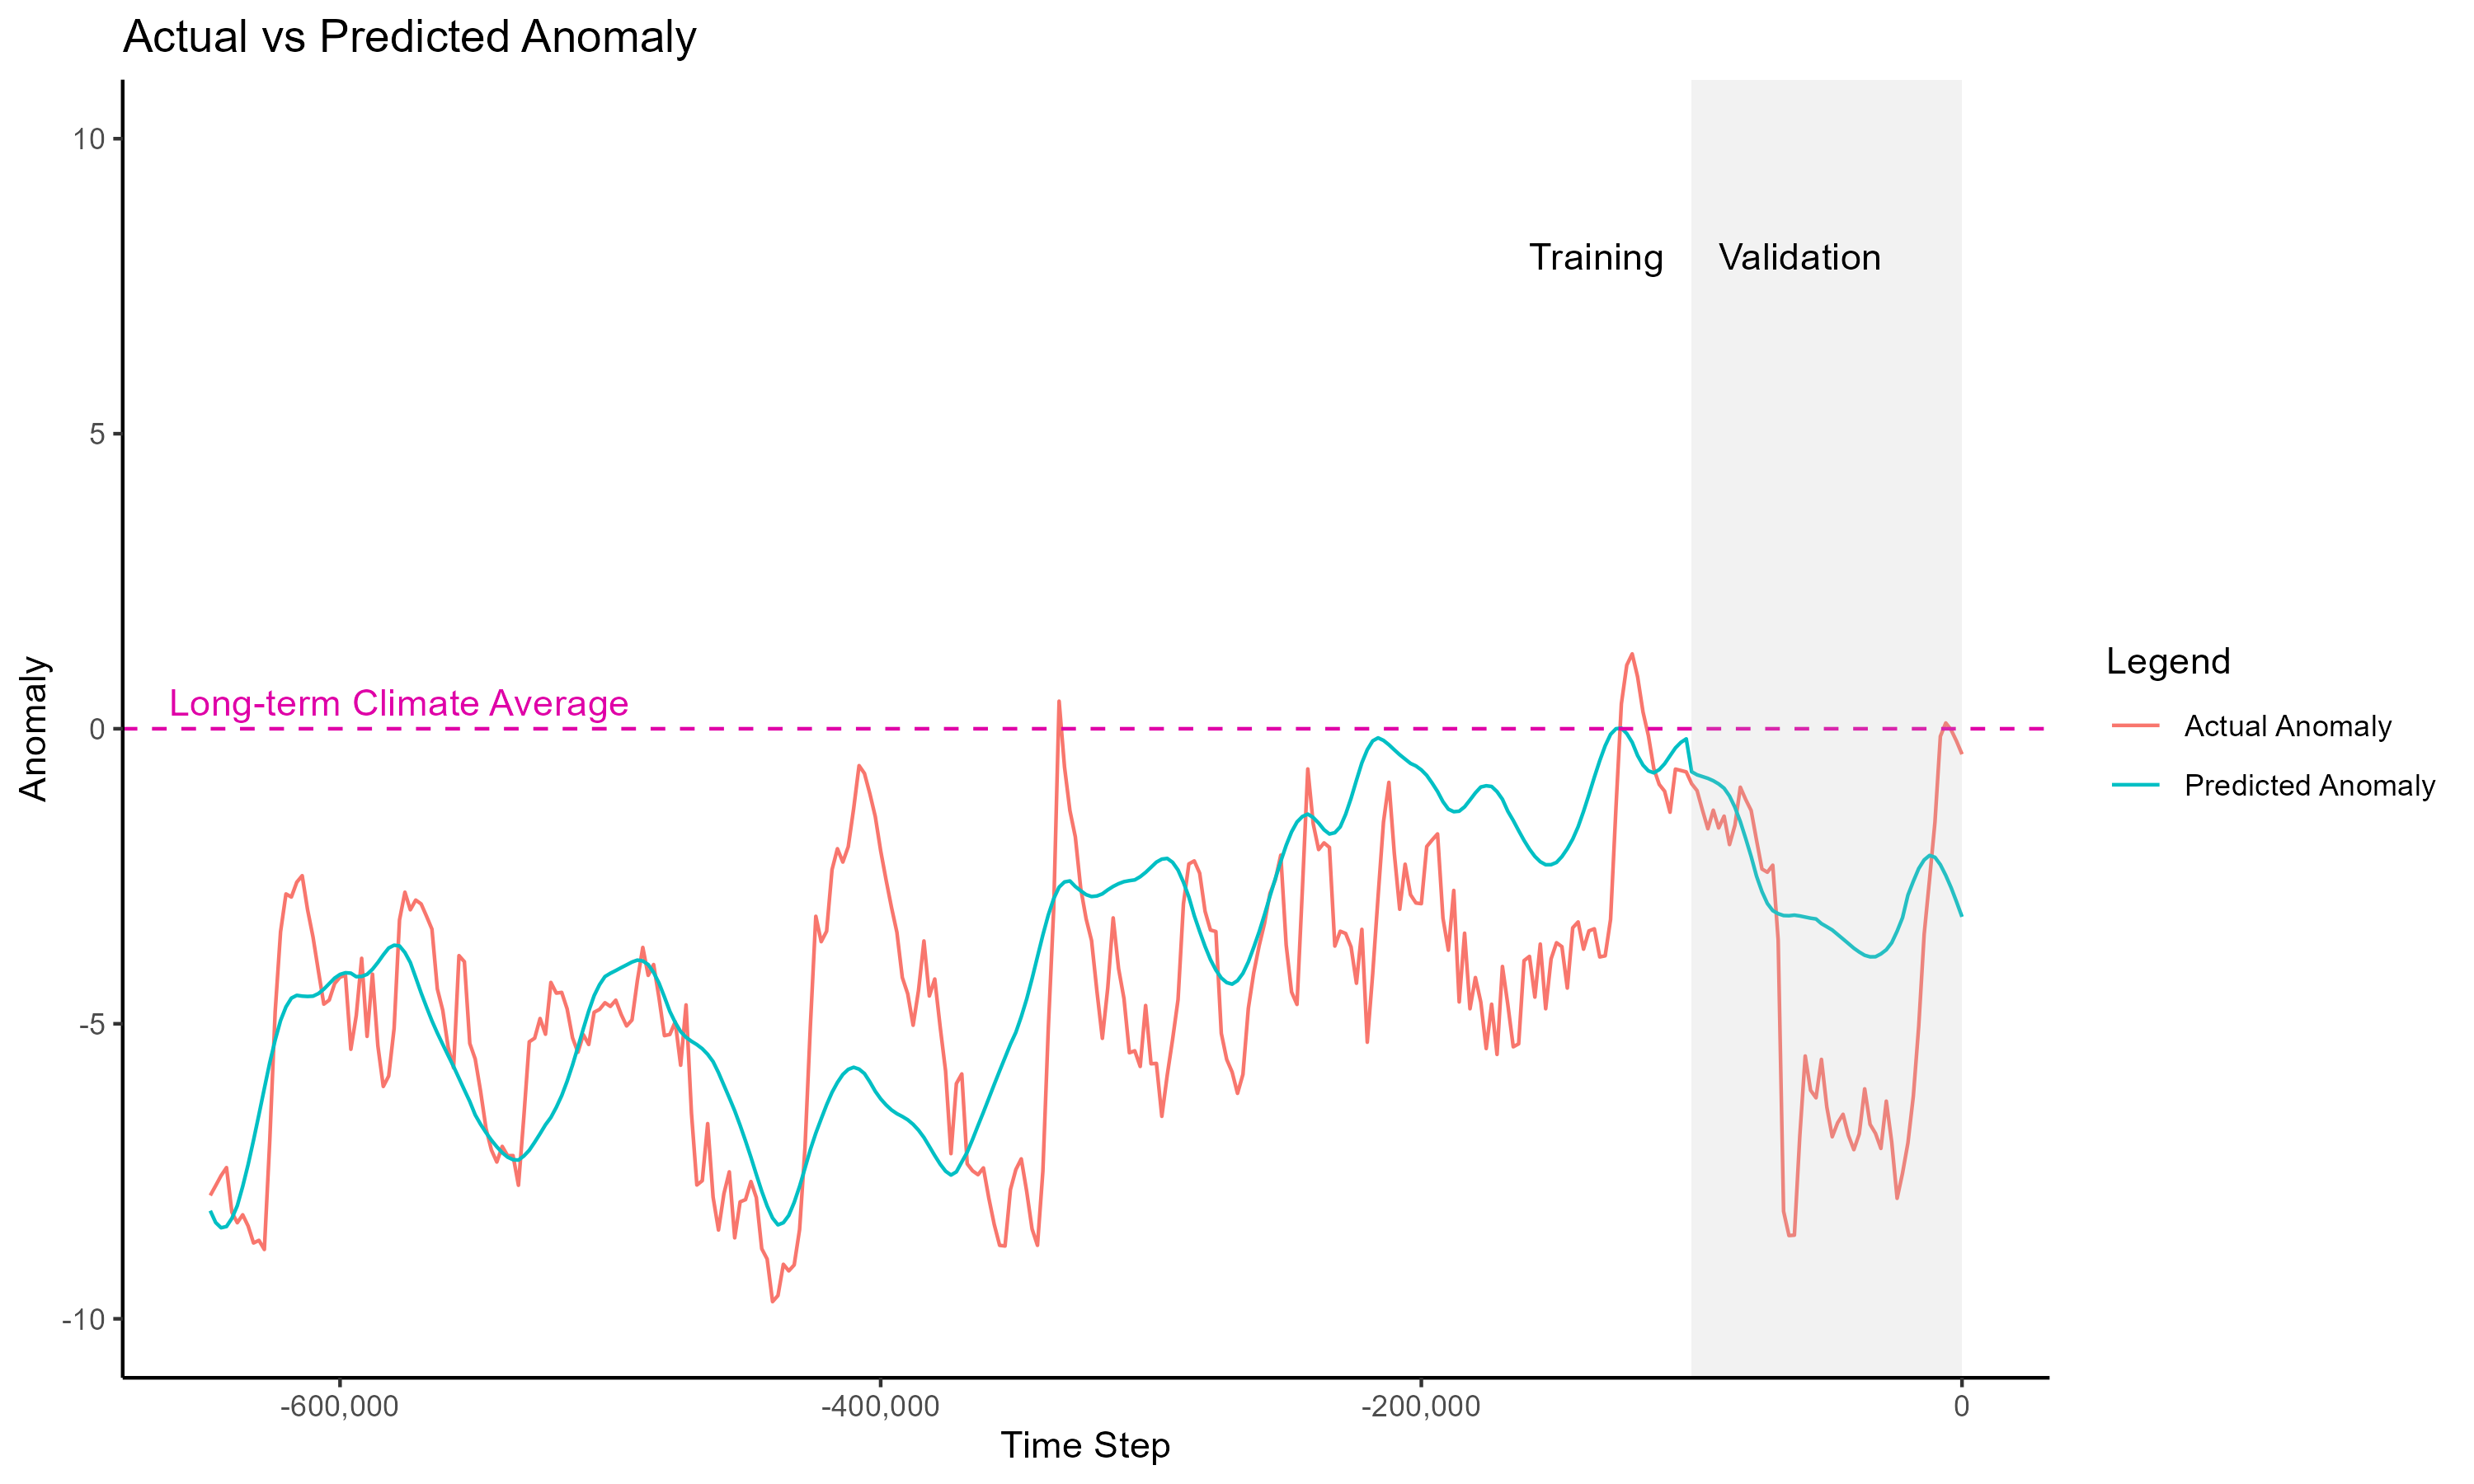 Actual vs Predicted Anomaly
10
5
0
-5
-10
Anomaly
Training
Validation
Long-term Climate Average
-600,000
-400,000
-200,000
0
Time Step
Legend
Actual Anomaly
Predicted Anomaly